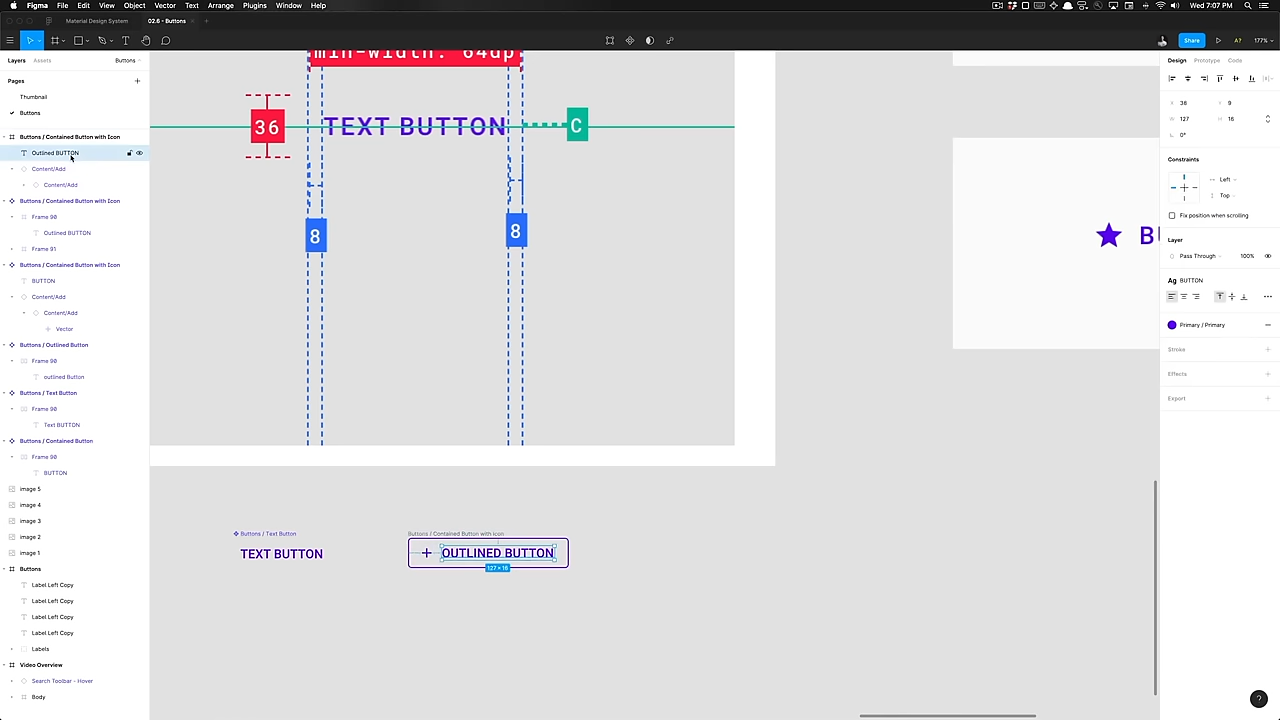 Figma File Edit View Object Vector Text Arrange Plugins Window Help
Wed 7:07 PM
Material Design System
02.6 - Buttons
Share
A?
177%
Layers Assets Buttons
Pages
Thumbnail
Buttons
Buttons / Contained Button with Icon
Outlined BUTTON
Content/Add
Content/Add
Buttons / Contained Button with Icon
Frame 90
Outlined BUTTON
Frame 91
Buttons / Contained Button with Icon
BUTTON
Content/Add
Content/Add
Vector
Buttons / Outlined Button
Frame 90
outlined Button
Buttons / Text Button
Frame 90
Text BUTTON
Buttons / Contained Button
Frame 90
BUTTON
image 5
image 4
image 3
image 2
image 1
Buttons
Label Left Copy
Label Left Copy
Label Left Copy
Label Left Copy
Labels
Video Overview
Search Toolbar - Hover
Body
min-width: 64dp
36
TEXT BUTTON
C
8
8
BU
Buttons / Text Button
TEXT BUTTON
Buttons / Contained Button with Icon
OUTLINED BUTTON
127 × 16
Design Prototype Code
X 38 Y 9
W 127 H 16
0°
Constraints
Left
Top
Fix position when scrolling
Layer
Pass Through 100%
Ag BUTTON
Primary / Primary
Stroke
Effects
Export
?